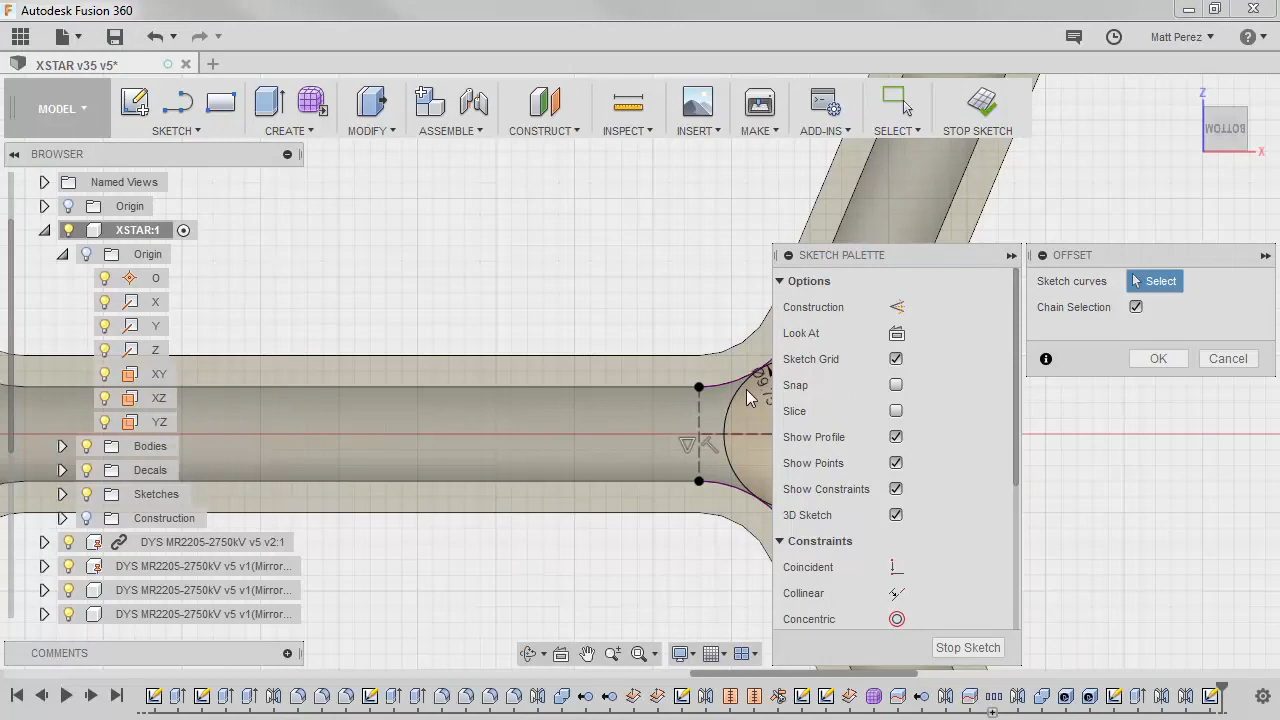 Autodesk Fusion 360
Matt Perez
XSTAR v35 v5*
MODEL
SKETCH
CREATE
MODIFY
ASSEMBLE
CONSTRUCT
INSPECT
INSERT
MAKE
ADD-INS
SELECT
STOP SKETCH
Z
BOTTOM
X
BROWSER
Named Views
Origin
XSTAR:1
Origin
O
X
Y
Z
XY
XZ
YZ
Bodies
Decals
Sketches
Construction
DYS MR2205-2750kV v5 v2:1
DYS MR2205-2750kV v5 v1(Mirror...
DYS MR2205-2750kV v5 v1(Mirror...
DYS MR2205-2750kV v5 v1(Mirror...
COMMENTS
SKETCH PALETTE
Options
Construction
Look At
Sketch Grid
Snap
Slice
Show Profile
Show Points
Show Constraints
3D Sketch
Constraints
Coincident
Collinear
Concentric
Stop Sketch
OFFSET
Sketch curves
Select
Chain Selection
OK
Cancel